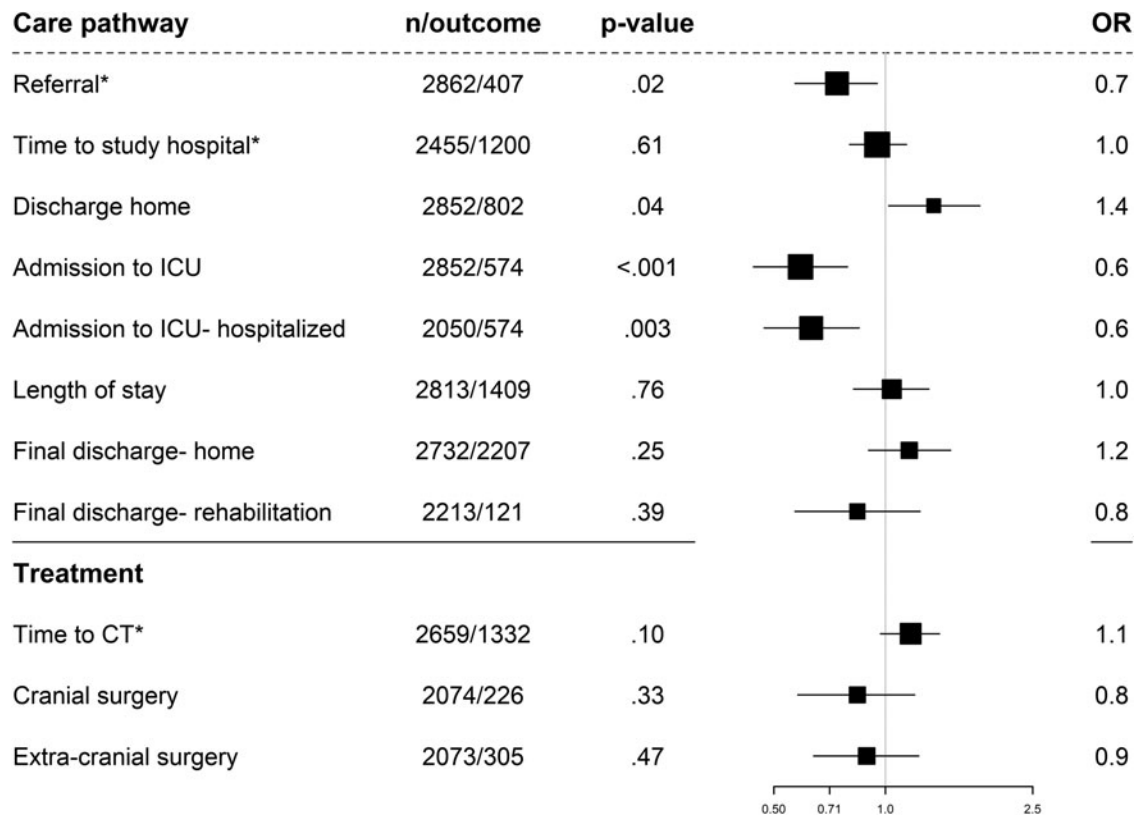 Care pathway n/outcome p-value OR
Referral* 2862/407 .02 0.7
Time to study hospital* 2455/1200 .61 1.0
Discharge home 2852/802 .04 1.4
Admission to ICU 2852/574 <.001 0.6
Admission to ICU- hospitalized 2050/574 .003 0.6
Length of stay 2813/1409 .76 1.0
Final discharge- home 2732/2207 .25 1.2
Final discharge- rehabilitation 2213/121 .39 0.8
Treatment
Time to CT* 2659/1332 .10 1.1
Cranial surgery 2074/226 .33 0.8
Extra-cranial surgery 2073/305 .47 0.9
0.50 0.71 1.0 2.5